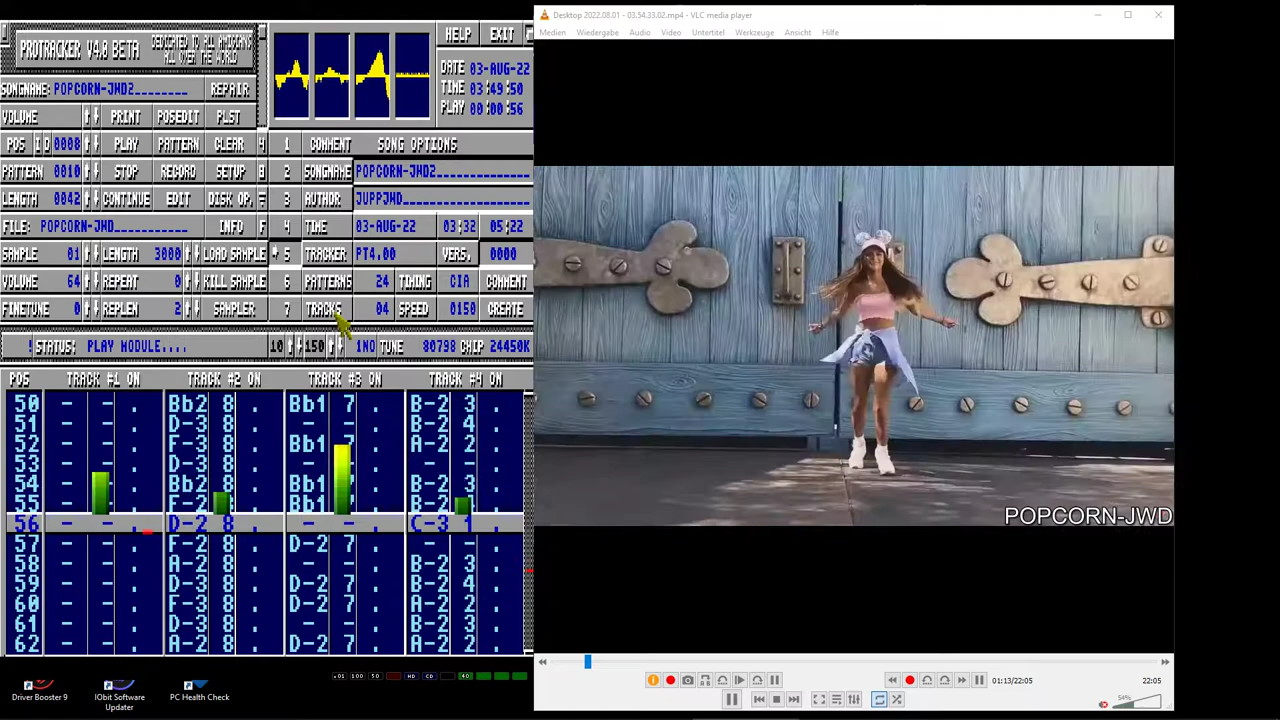 PROTRACKER V4.0 BETA
DEDICATED TO ALL AMIGIANS
ALL OVER THE WORLD
HELP EXIT
DATE 03-AUG-22
TIME 03:49:50
PLAY 00:00:56
SONGNAME: POPCORN-JWD2________ REPAIR
VOLUME PRINT POSEDIT PLST
POS I D 0008 PLAY PATTERN CLEAR 1 COMMENT SONG OPTIONS
PATTERN 0010 STOP RECORD SETUP 2 SONGNAME POPCORN-JWD2
LENGTH 0042 CONTINUE EDIT DISK OP. 3 AUTHOR JUPPJWD
FILE: POPCORN-JWD INFO F 4 TIME 03-AUG-22 03:32 05:22
SAMPLE 01 LENGTH 3000 LOAD SAMPLE 5 TRACKER PT4.00 VERS. 0000
VOLUME 64 REPEAT 0 KILL SAMPLE 6 PATTERNS 24 TIMING CIA COMMENT
FINETUNE 0 REPLEN 2 SAMPLER 7 TRACKS 04 SPEED 0150 CREATE
! STATUS: PLAY MODULE.... 10 150 1NO TUNE 80798 CHIP 24450K
POS TRACK #1 ON TRACK #2 ON TRACK #3 ON TRACK #4 ON
50 - - . Bb2 8 . Bb1 7 . B-2 3 .
51 - - . D-3 8 . - - . B-2 4 .
52 - - . F-3 8 . Bb1 7 . A-2 2 .
53 - - . D-3 8 . - - . - - .
54 - - . Bb2 8 . Bb1 7 . B-2 3 .
55 - - . F-2 8 . Bb1 7 . B-2 3 .
56 - - . D-2 8 . - - . C-3 1 .
57 - - . F-2 8 . D-2 7 . - - .
58 - - . A-2 8 . - - . B-2 3 .
59 - - . D-3 8 . D-2 7 . B-2 4 .
60 - - . F-3 8 . D-2 7 . A-2 2 .
61 - - . D-3 8 . - - . B-2 3 .
62 - - . A-2 8 . D-2 7 . A-2 2 .
Driver Booster 9
IObit Software Updater
PC Health Check
Desktop 2022.08.01 - 03.54.33.02.mp4 - VLC media player
Medien Wiedergabe Audio Video Untertitel Werkzeuge Ansicht Hilfe
POPCORN-JWD
01:13/22:05 22:05
54%